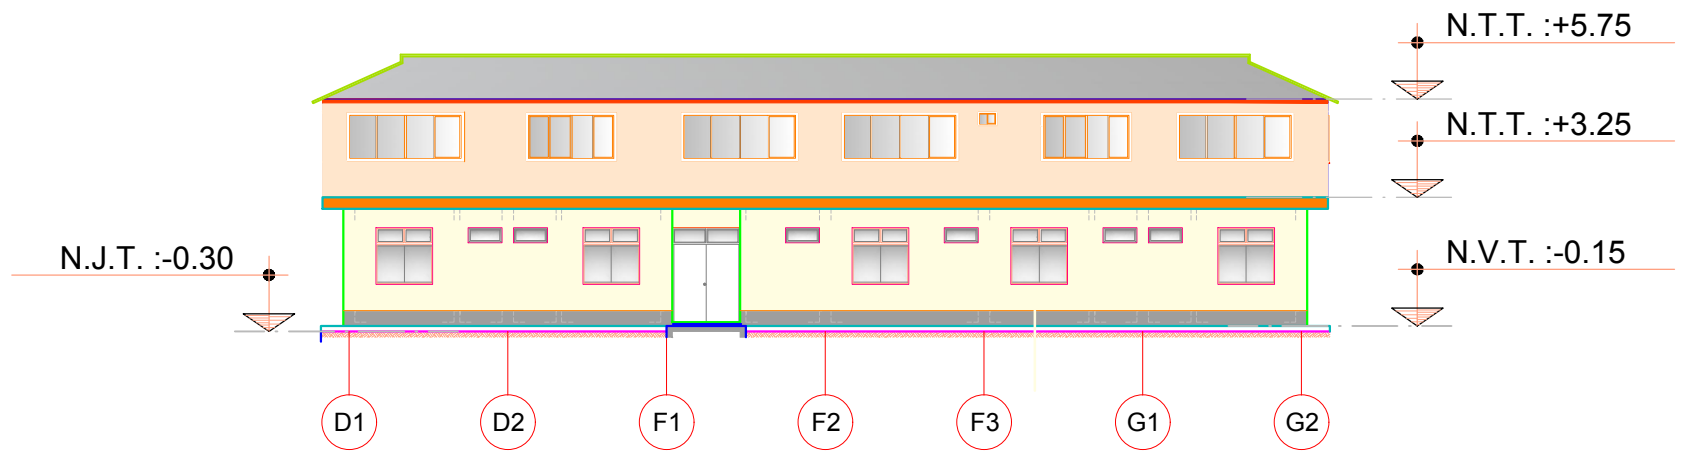 N.T.T. :+5.75
N.T.T. :+3.25
N.J.T. :-0.30
N.V.T. :-0.15
D1 D2 F1 F2 F3 G1 G2